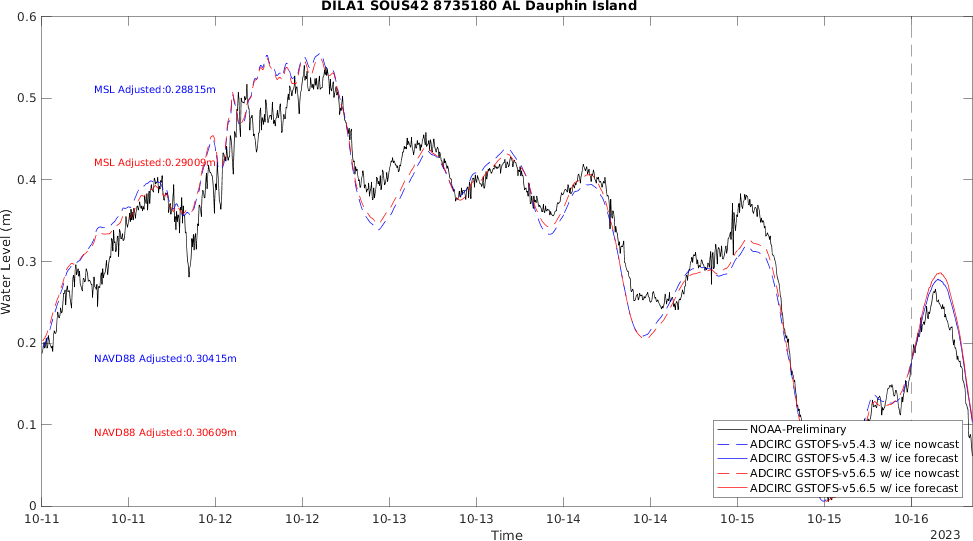 DILA1 SOUS42 8735180 AL Dauphin Island
0.6
0.5
0.4
0.3
0.2
0.1
0
Water Level (m)
MSL Adjusted:0.28815m
MSL Adjusted:0.29009m
NAVD88 Adjusted:0.30415m
NAVD88 Adjusted:0.30609m
NOAA-Preliminary
ADCIRC GSTOFS-v5.4.3 w/ ice nowcast
ADCIRC GSTOFS-v5.4.3 w/ ice forecast
ADCIRC GSTOFS-v5.6.5 w/ ice nowcast
ADCIRC GSTOFS-v5.6.5 w/ ice forecast
10-11 10-11 10-12 10-12 10-13 10-13 10-14 10-14 10-15 10-15 10-16
Time
2023